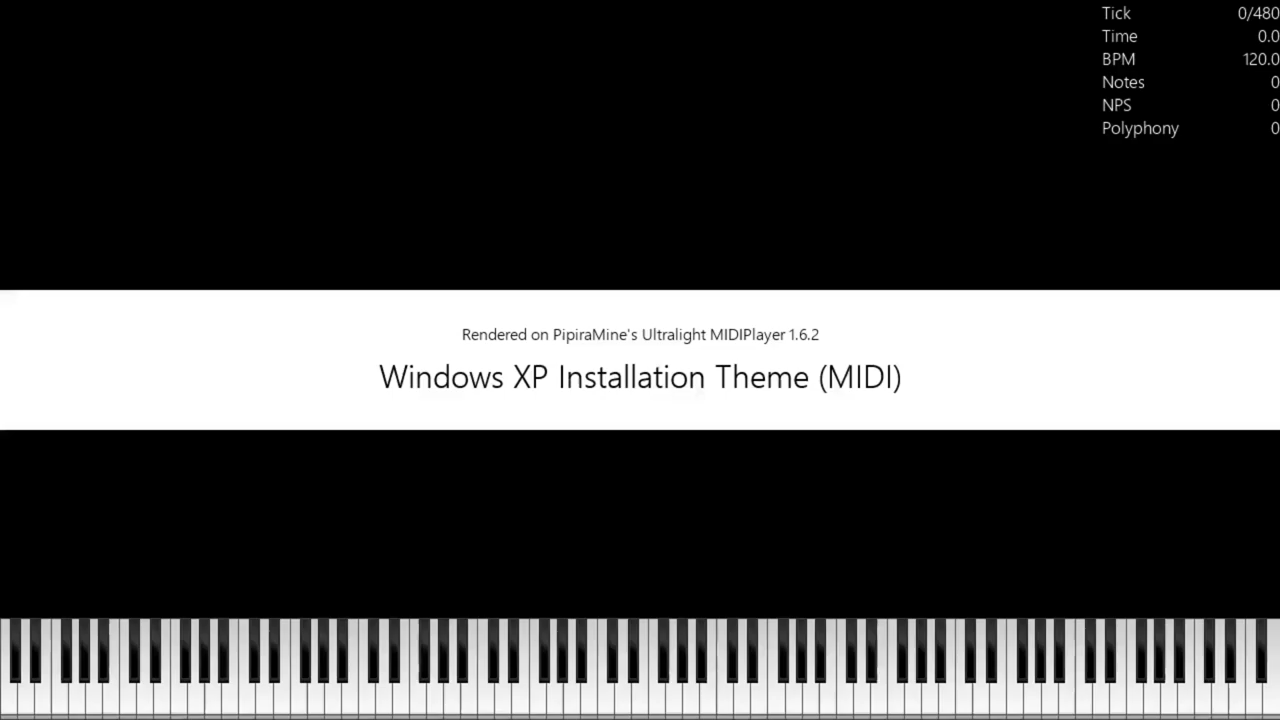 Tick 0/480
Time 0.0
BPM 120.0
Notes 0
NPS 0
Polyphony 0
Rendered on PipiraMine's Ultralight MIDIPlayer 1.6.2
Windows XP Installation Theme (MIDI)